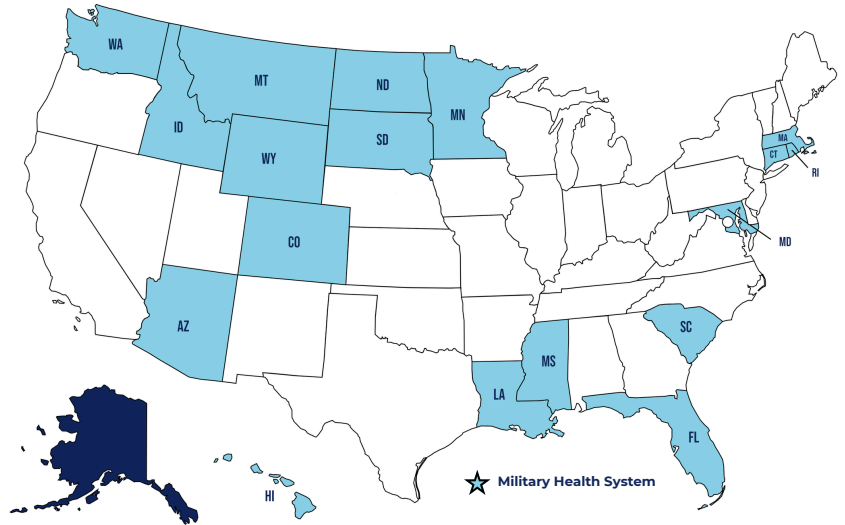 WA
MT
ND
MN
ID
SD
WY
MA
CT
RI
CO
MD
AZ
SC
MS
LA
FL
Military Health System
HI